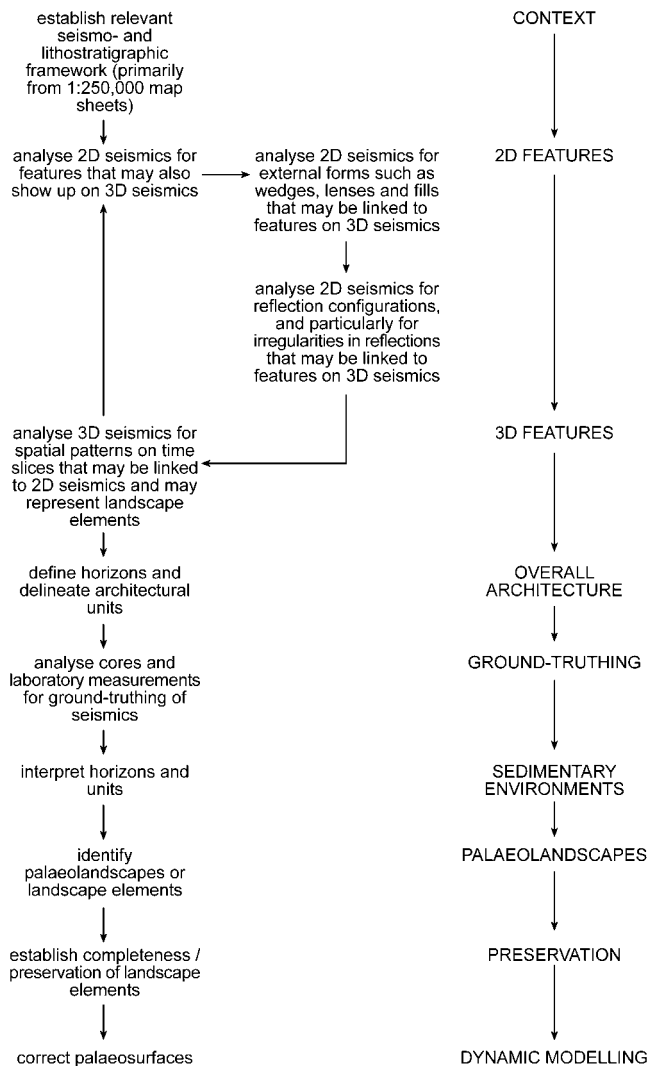 establish relevant
seismo- and
lithostratigraphic
framework (primarily
from 1:250,000 map
sheets)
CONTEXT
analyse 2D seismics for
features that may also
show up on 3D seismics
analyse 2D seismics for
external forms such as
wedges, lenses and fills
that may be linked to
features on 3D seismics
2D FEATURES
analyse 2D seismics for
reflection configurations,
and particularly for
irregularities in reflections
that may be linked to
features on 3D seismics
analyse 3D seismics for
spatial patterns on time
slices that may be linked
to 2D seismics and may
represent landscape
elements
3D FEATURES
define horizons and
delineate architectural
units
OVERALL
ARCHITECTURE
analyse cores and
laboratory measurements
for ground-truthing of
seismics
GROUND-TRUTHING
interpret horizons and
units
SEDIMENTARY
ENVIRONMENTS
identify
palaeolandscapes or
landscape elements
PALAEOLANDSCAPES
establish completeness /
preservation of landscape
elements
PRESERVATION
correct palaeosurfaces
DYNAMIC MODELLING